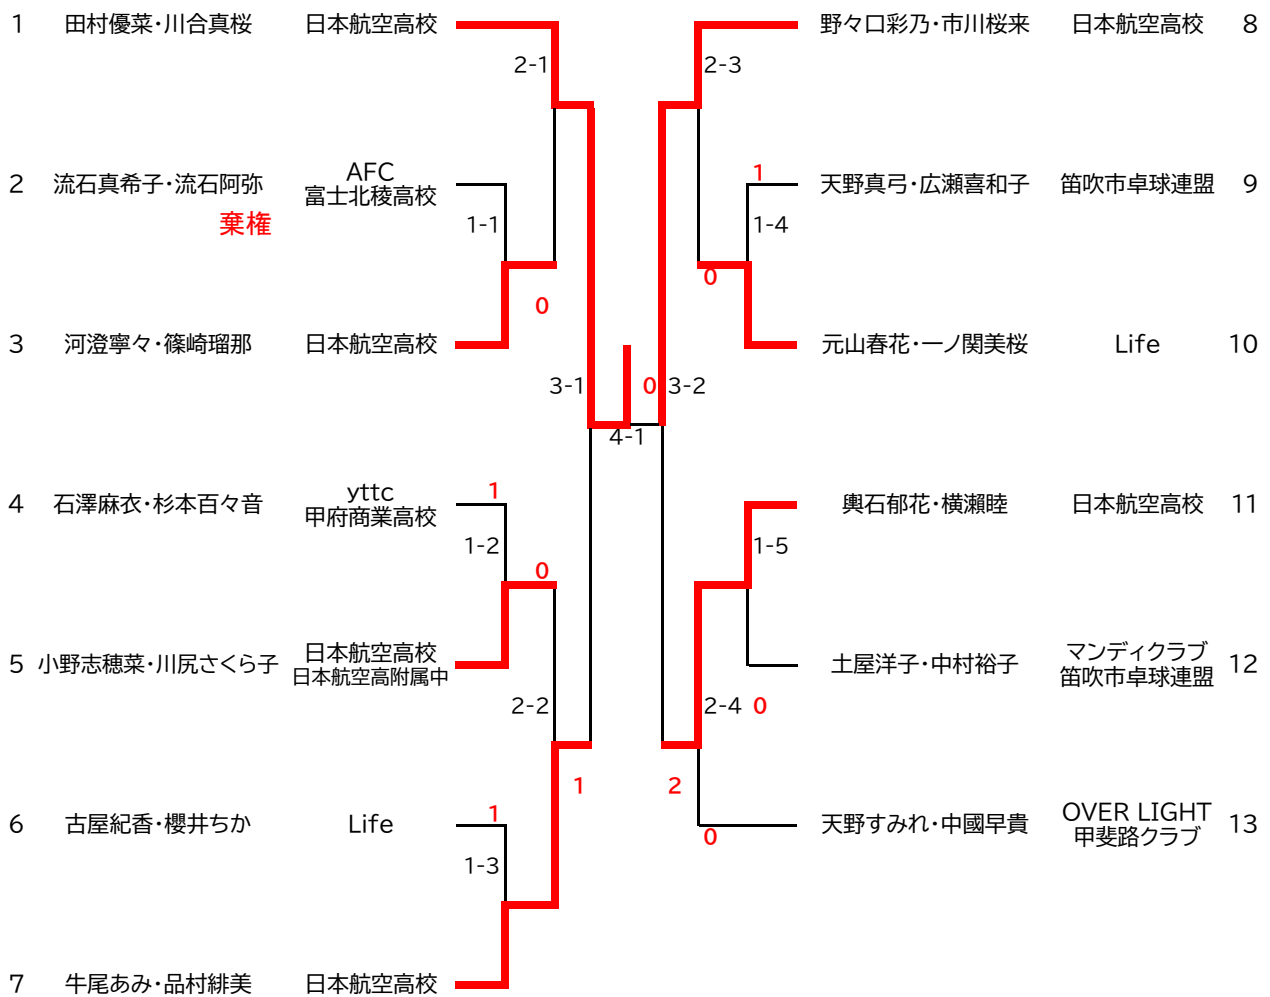 1 田村優菜・川合真桜 日本航空高校
2-1
2 流石真希子・流石阿弥 AFC
富士北稜高校
棄権
1-1
0
3 河澄寧々・篠崎瑠那 日本航空高校
3-1
4 石澤麻衣・杉本百々音 yttc
甲府商業高校
1
1-2
0
5 小野志穂菜・川尻さくら子 日本航空高校
日本航空高附属中
2-2
1
6 古屋紀香・櫻井ちか Life
1
1-3
7 牛尾あみ・品村緋美 日本航空高校
0
4-1
野々口彩乃・市川桜来 日本航空高校 8
2-3
1
天野真弓・広瀬喜和子 笛吹市卓球連盟 9
1-4
0
元山春花・一ノ関美桜 Life 10
3-2
輿石郁花・横瀬睦 日本航空高校 11
1-5
土屋洋子・中村裕子 マンディクラブ
笛吹市卓球連盟 12
2-4 0
2
天野すみれ・中國早貴 OVER LIGHT
甲斐路クラブ 13
0